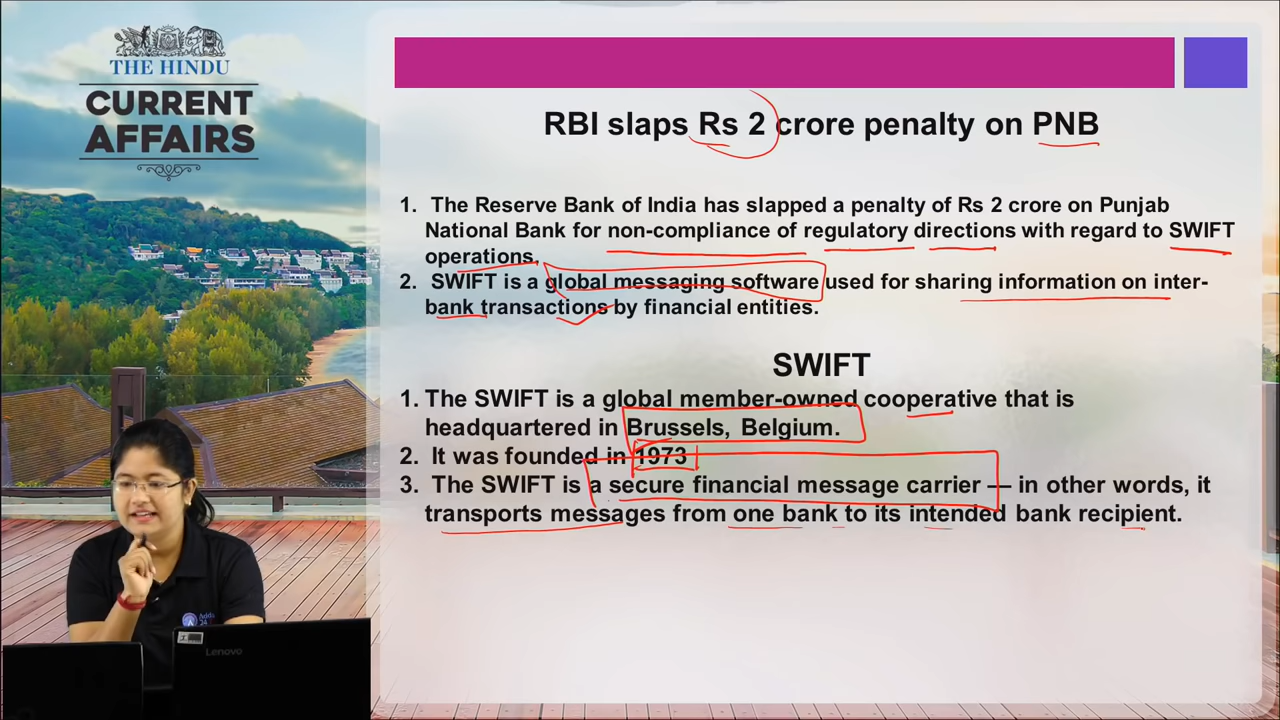 THE HINDU
CURRENT
AFFAIRS
RBI slaps Rs 2 crore penalty on PNB
1. The Reserve Bank of India has slapped a penalty of Rs 2 crore on Punjab
National Bank for non-compliance of regulatory directions with regard to SWIFT
operations.
2. SWIFT is a global messaging software used for sharing information on inter-
bank transactions by financial entities.
SWIFT
1. The SWIFT is a global member-owned cooperative that is
headquartered in Brussels, Belgium.
2. It was founded in 1973
3. The SWIFT is a secure financial message carrier — in other words, it
transports messages from one bank to its intended bank recipient.
Lenovo